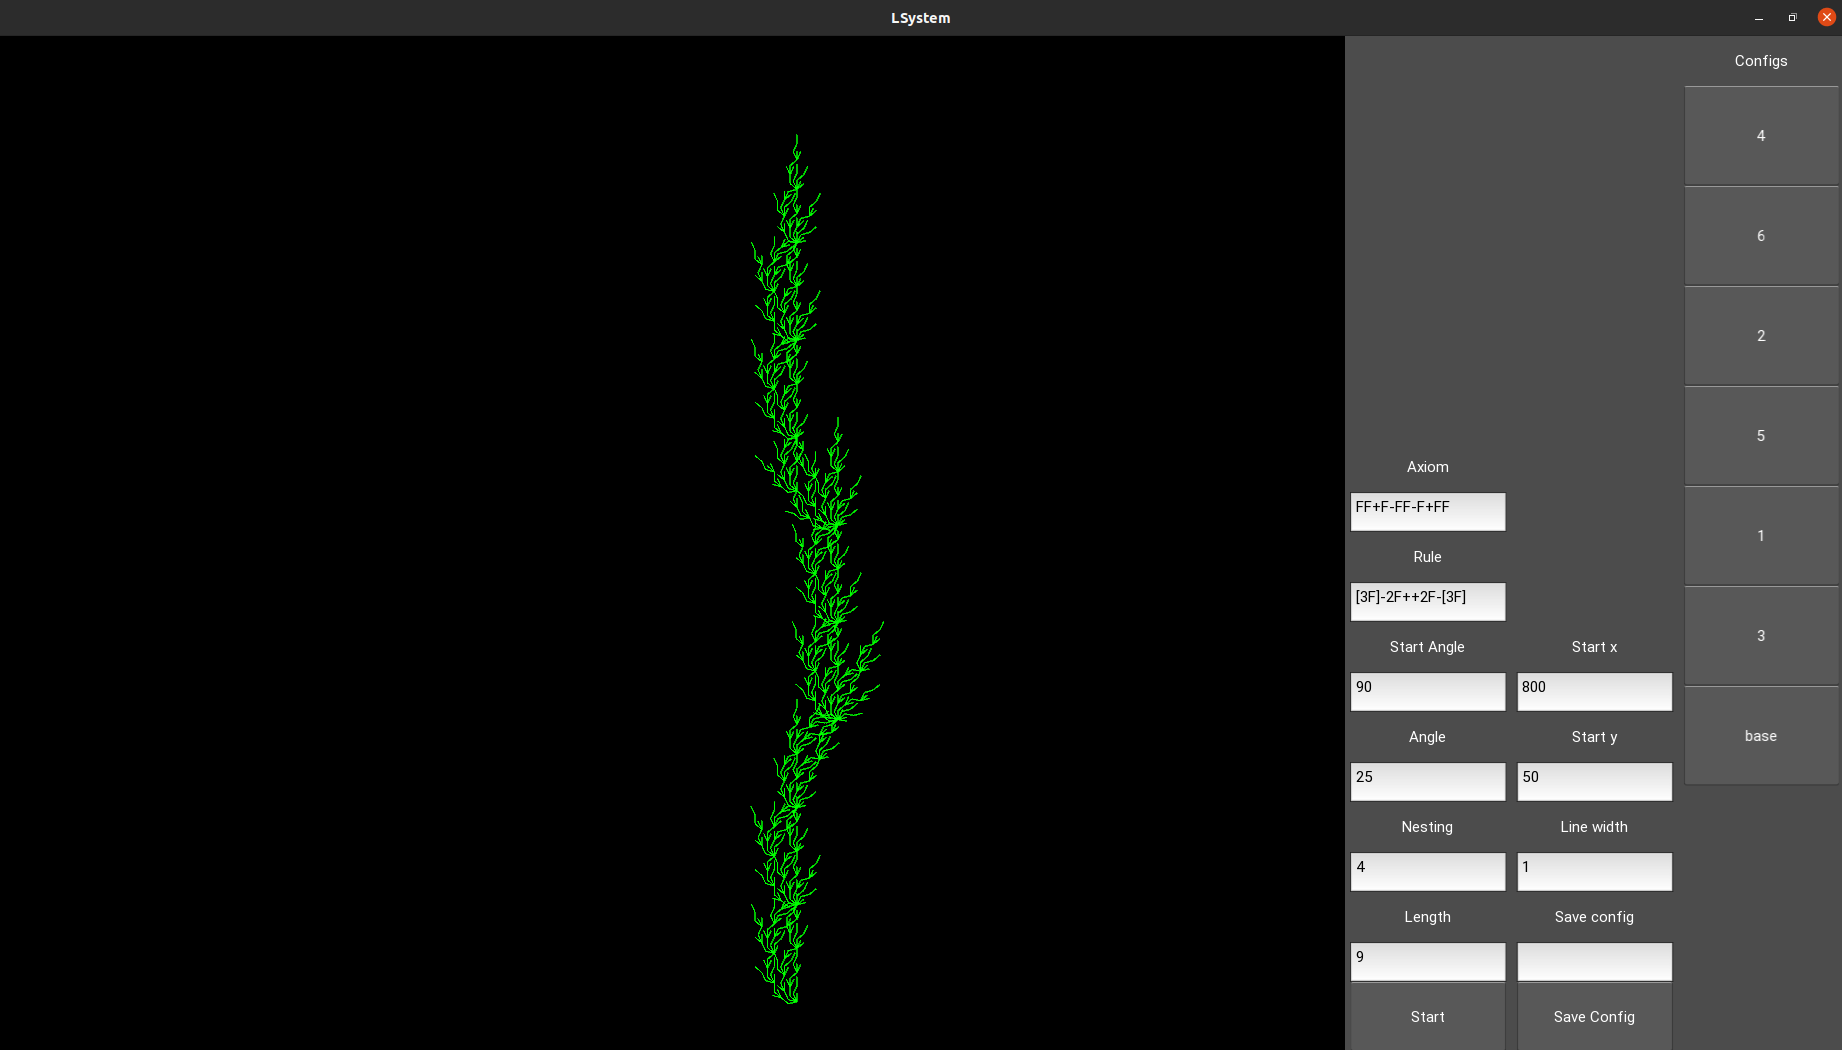 LSystem
Configs
4
6
2
5
1
3
base
Axiom
FF+F-FF-F+FF
Rule
[3F]-2F++2F-[3F]
Start Angle
Start x
90
800
Angle
Start y
25
50
Nesting
Line width
4
1
Length
Save config
9
Start
Save Config